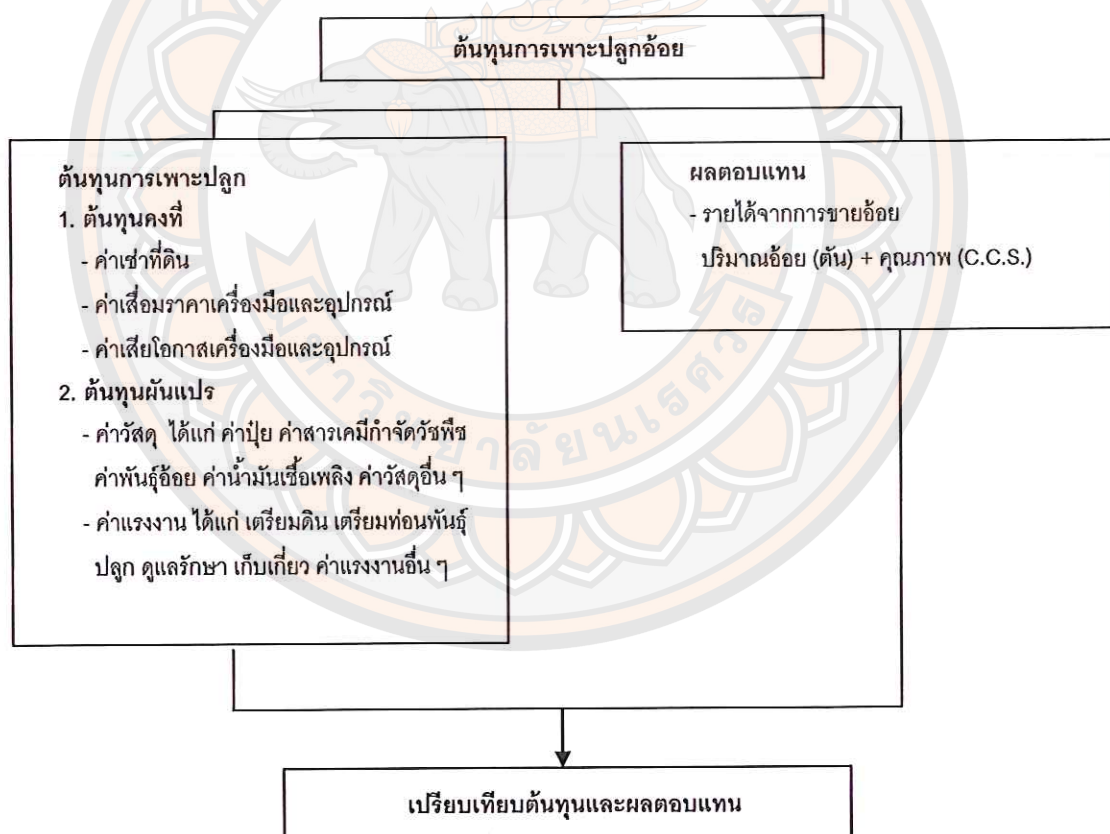 ต้นทุนการเพาะปลูกอ้อย
ต้นทุนการเพาะปลูก
1. ต้นทุนคงที่
- ค่าเช่าที่ดิน
- ค่าเสื่อมราคาเครื่องมือและอุปกรณ์
- ค่าเสียโอกาสเครื่องมือและอุปกรณ์
2. ต้นทุนผันแปร
- ค่าวัสดุ ได้แก่ ค่าปุ๋ย ค่าสารเคมีกำจัดวัชพืช
ค่าพันธุ์อ้อย ค่าน้ำมันเชื้อเพลิง ค่าวัสดุอื่น ๆ
- ค่าแรงงาน ได้แก่ เตรียมดิน เตรียมท่อนพันธุ์
ปลูก ดูแลรักษา เก็บเกี่ยว ค่าแรงงานอื่น ๆ
ผลตอบแทน
- รายได้จากการขายอ้อย
ปริมาณอ้อย (ตัน) + คุณภาพ (C.C.S.)
มหาวิทยาลัยนเรศวร
เปรียบเทียบต้นทุนและผลตอบแทน